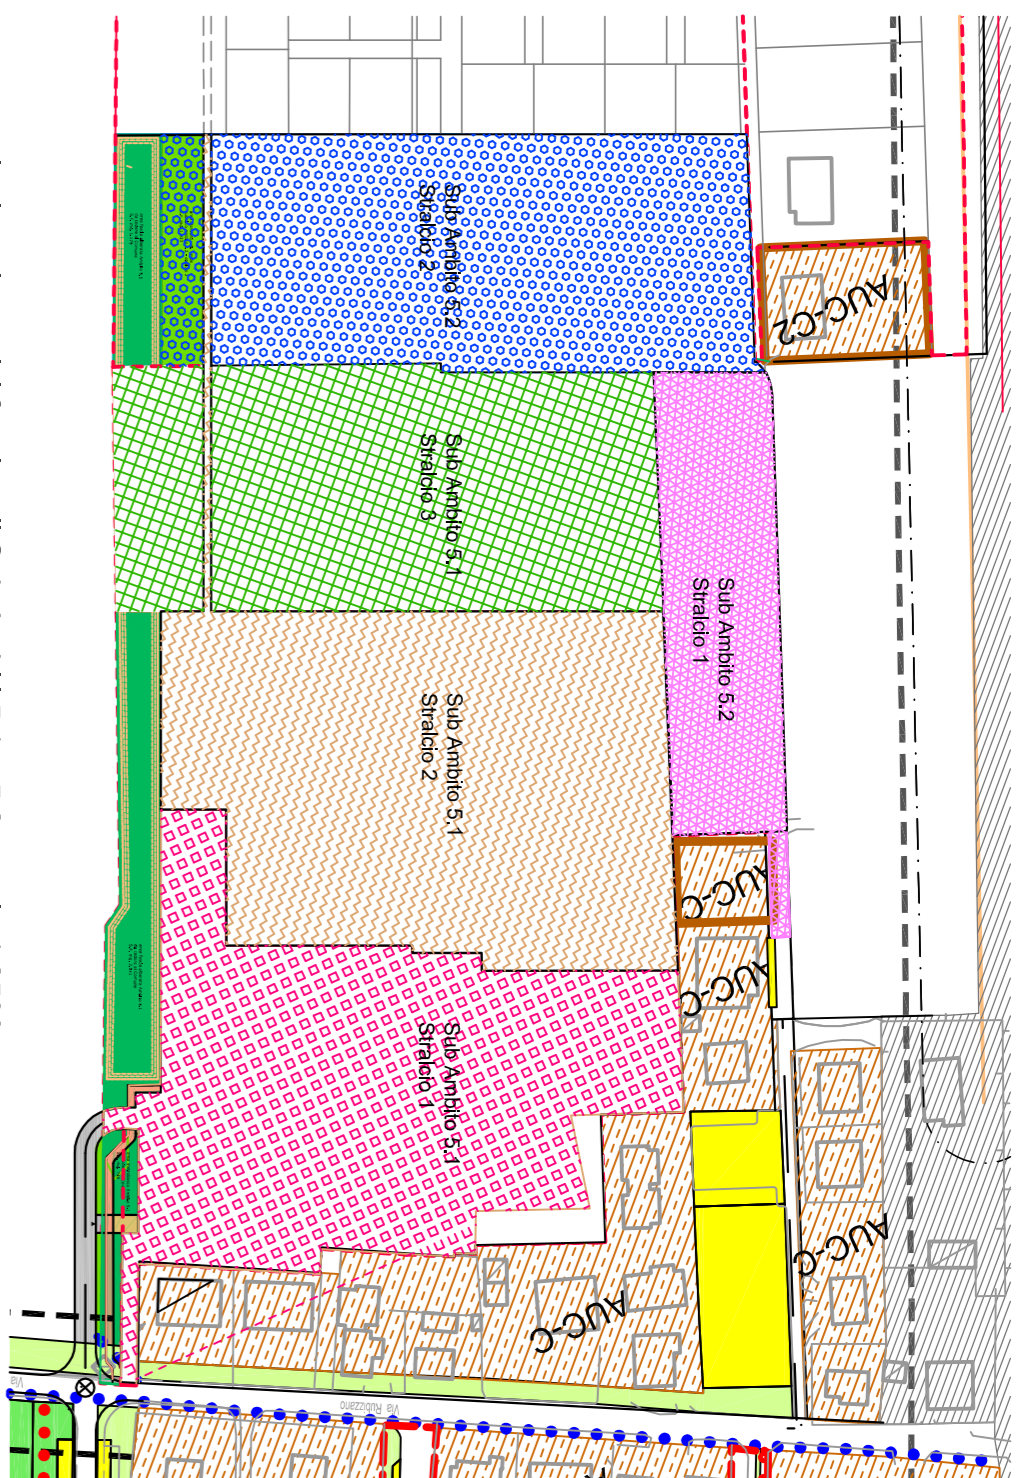 Sub Ambito 5.2
Stralcio 2
AUC-C2
Sub Ambito 5.1
Stralcio 3
Sub Ambito 5.2
Stralcio 1
Sub Ambito 5.1
Stralcio 2
AUC-C
AUC-C
Sub Ambito 5.1
Stralcio 1
AUC-C
AUC-C
Via
Via Rubizzano